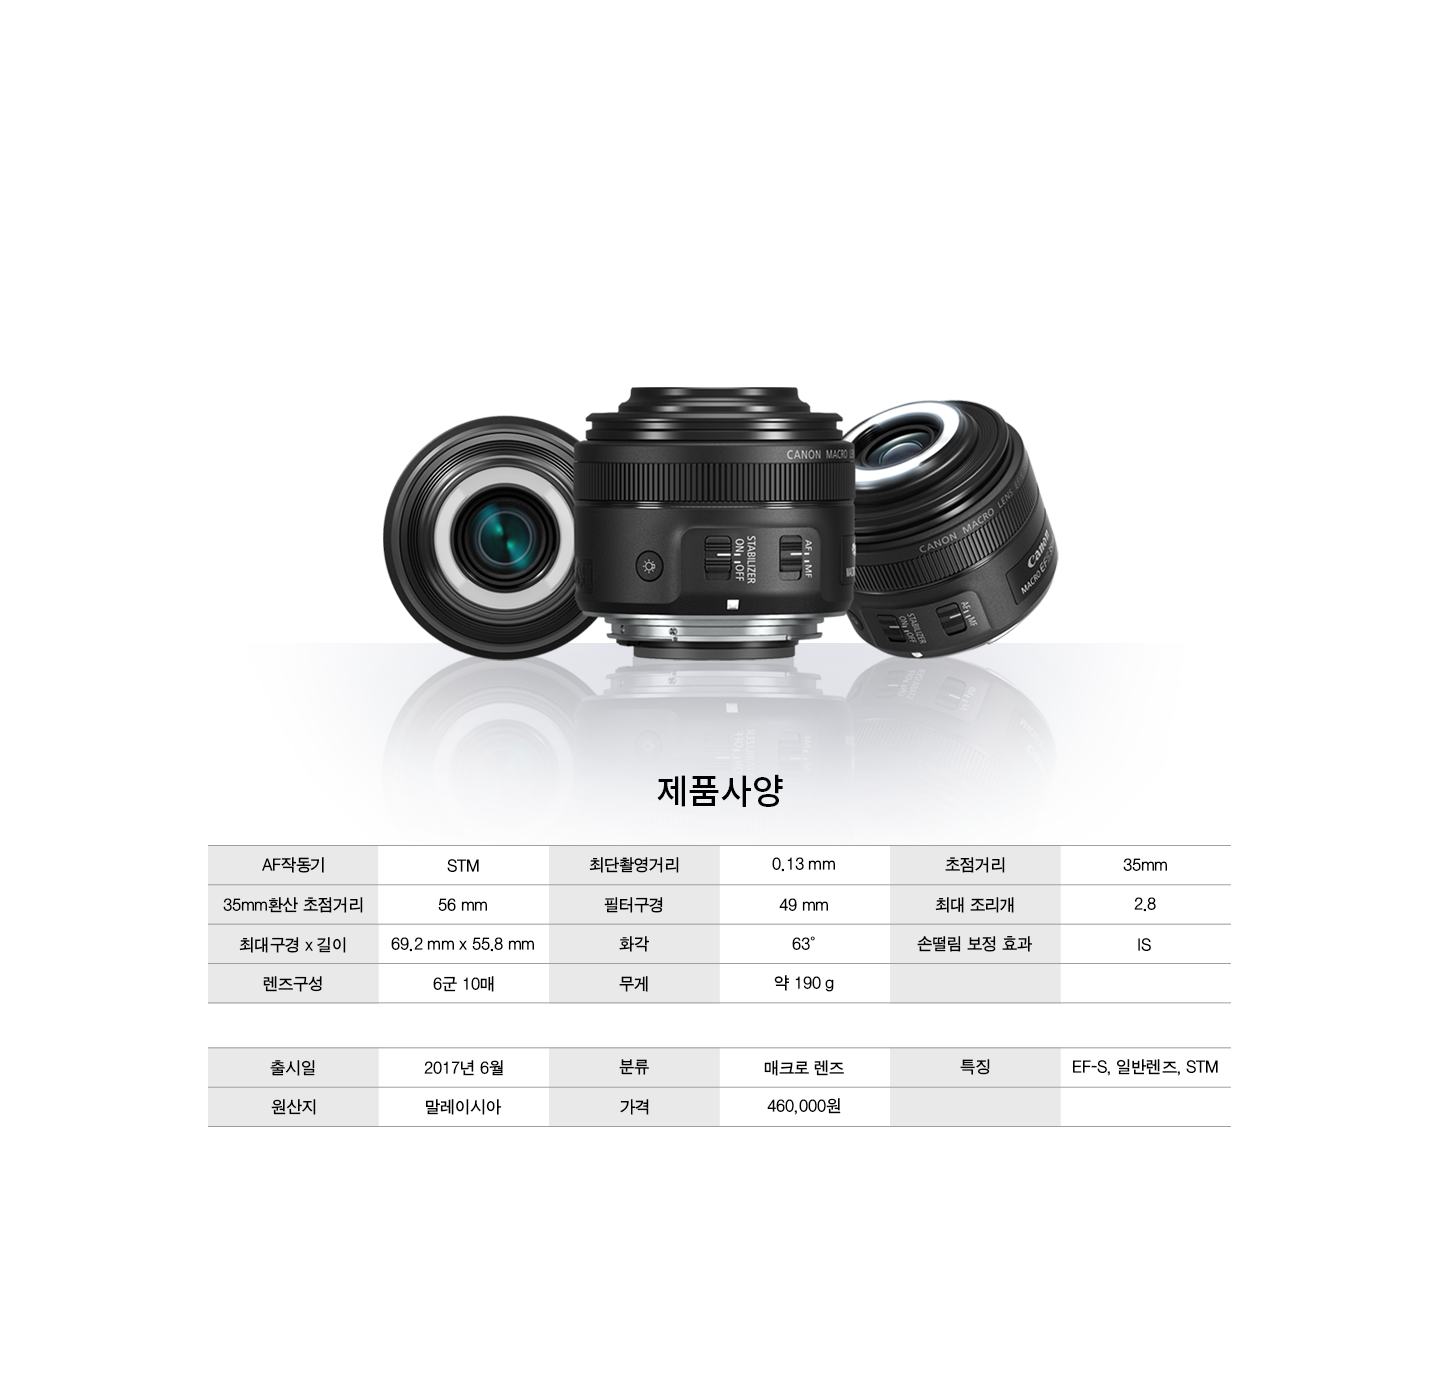 CANON MACRO LE
AF MF
STABILIZER
ON OFF
MACRO
CANON MACRO LENS EF
Canon
MACRO EF-S 35
AF MF
STABILIZER
ON OFF
제품사양
AF작동기 STM 최단촬영거리 0.13 mm 초점거리 35mm
35mm환산 초점거리 56 mm 필터구경 49 mm 최대 조리개 2.8
최대구경 x 길이 69.2 mm x 55.8 mm 화각 63° 손떨림 보정 효과 IS
렌즈구성 6군 10매 무게 약 190 g
출시일 2017년 6월 분류 매크로 렌즈 특징 EF-S, 일반렌즈, STM
원산지 말레이시아 가격 460,000원